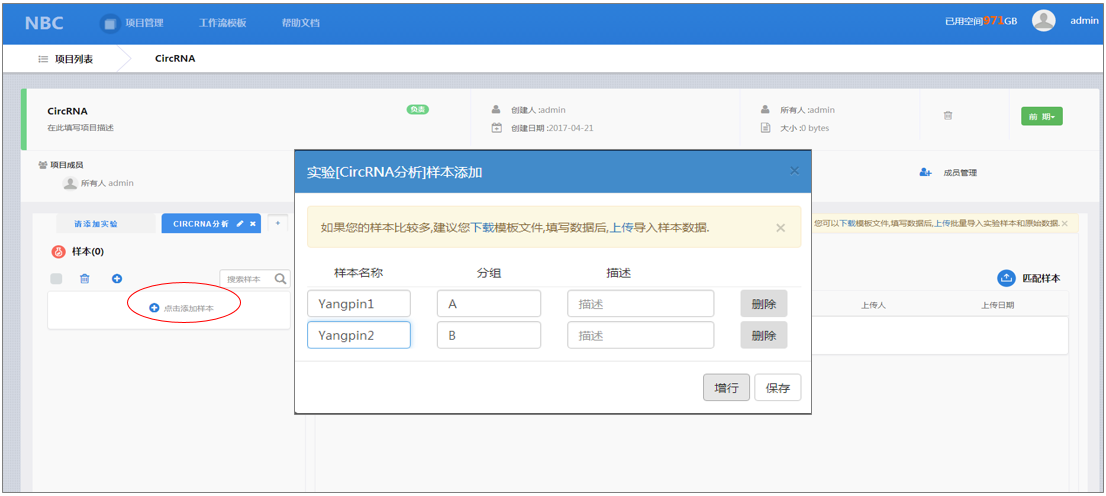 NBC 项目管理 工作流模板 帮助文档 已用空间971GB admin
项目列表 CircRNA
CircRNA 负责 创建人 :admin 所有人 :admin 前 期
在此填写项目描述 创建日期 :2017-04-21 大小 :0 bytes
项目成员
所有人 admin 成员管理
实验[CircRNA分析]样本添加 ×
请添加实验 CIRCRNA分析 × +
如果您的样本比较多,建议您下载模板文件,填写数据后,上传导入样本数据. ×
您可以下载模板文件,填写数据后,上传批量导入实验样本和原始数据. ×
样本(0)
搜索样本 匹配样本
样本名称 分组 描述
点击添加样本 上传人 上传日期
Yangpin1 A 描述 删除
Yangpin2 B 描述 删除
增行 保存